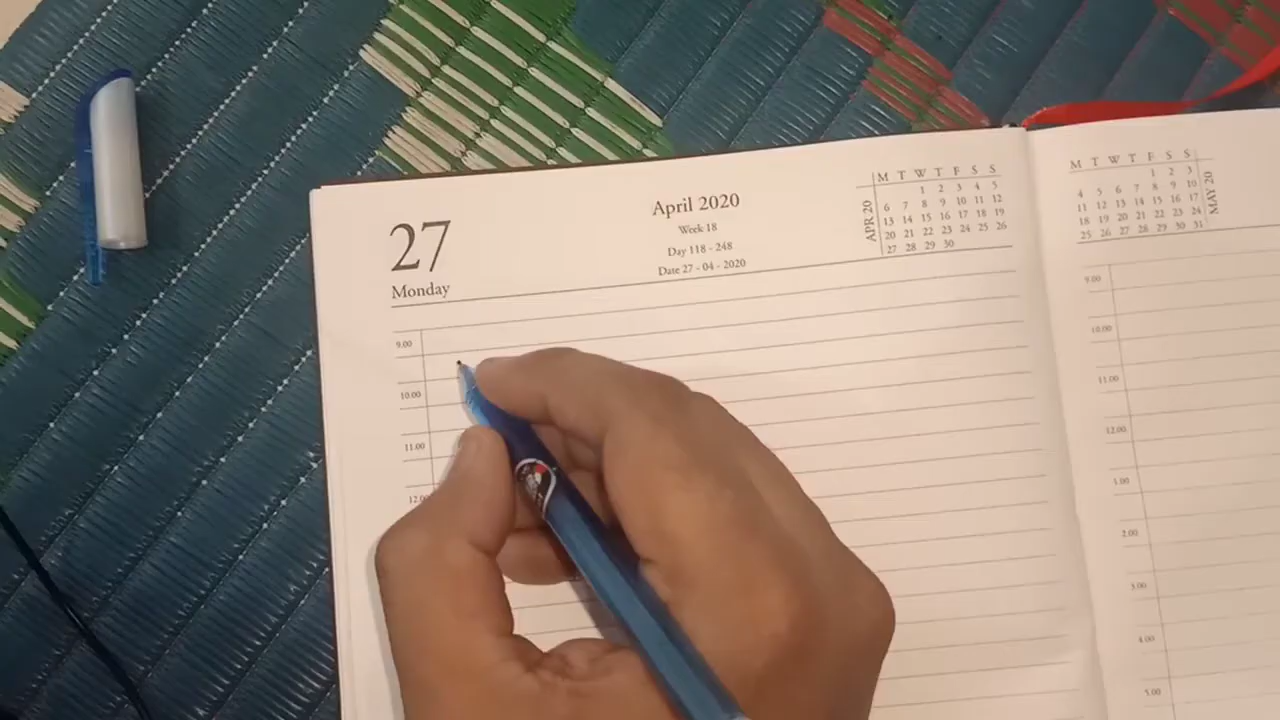 27
Monday
April 2020
Week 18
Day 118 - 248
Date 27 - 04 - 2020
APR 20
M T W T F S S
1 2 3 4 5
6 7 8 9 10 11 12
13 14 15 16 17 18 19
20 21 22 23 24 25 26
27 28 29 30
9.00
10.00
11.00
12.00
M T W T F S S
1 2 3
4 5 6 7 8 9 10
11 12 13 14 15 16 17
18 19 20 21 22 23 24
25 26 27 28 29 30 31
MAY 20
9.00
10.00
11.00
12.00
1.00
2.00
3.00
4.00
5.00